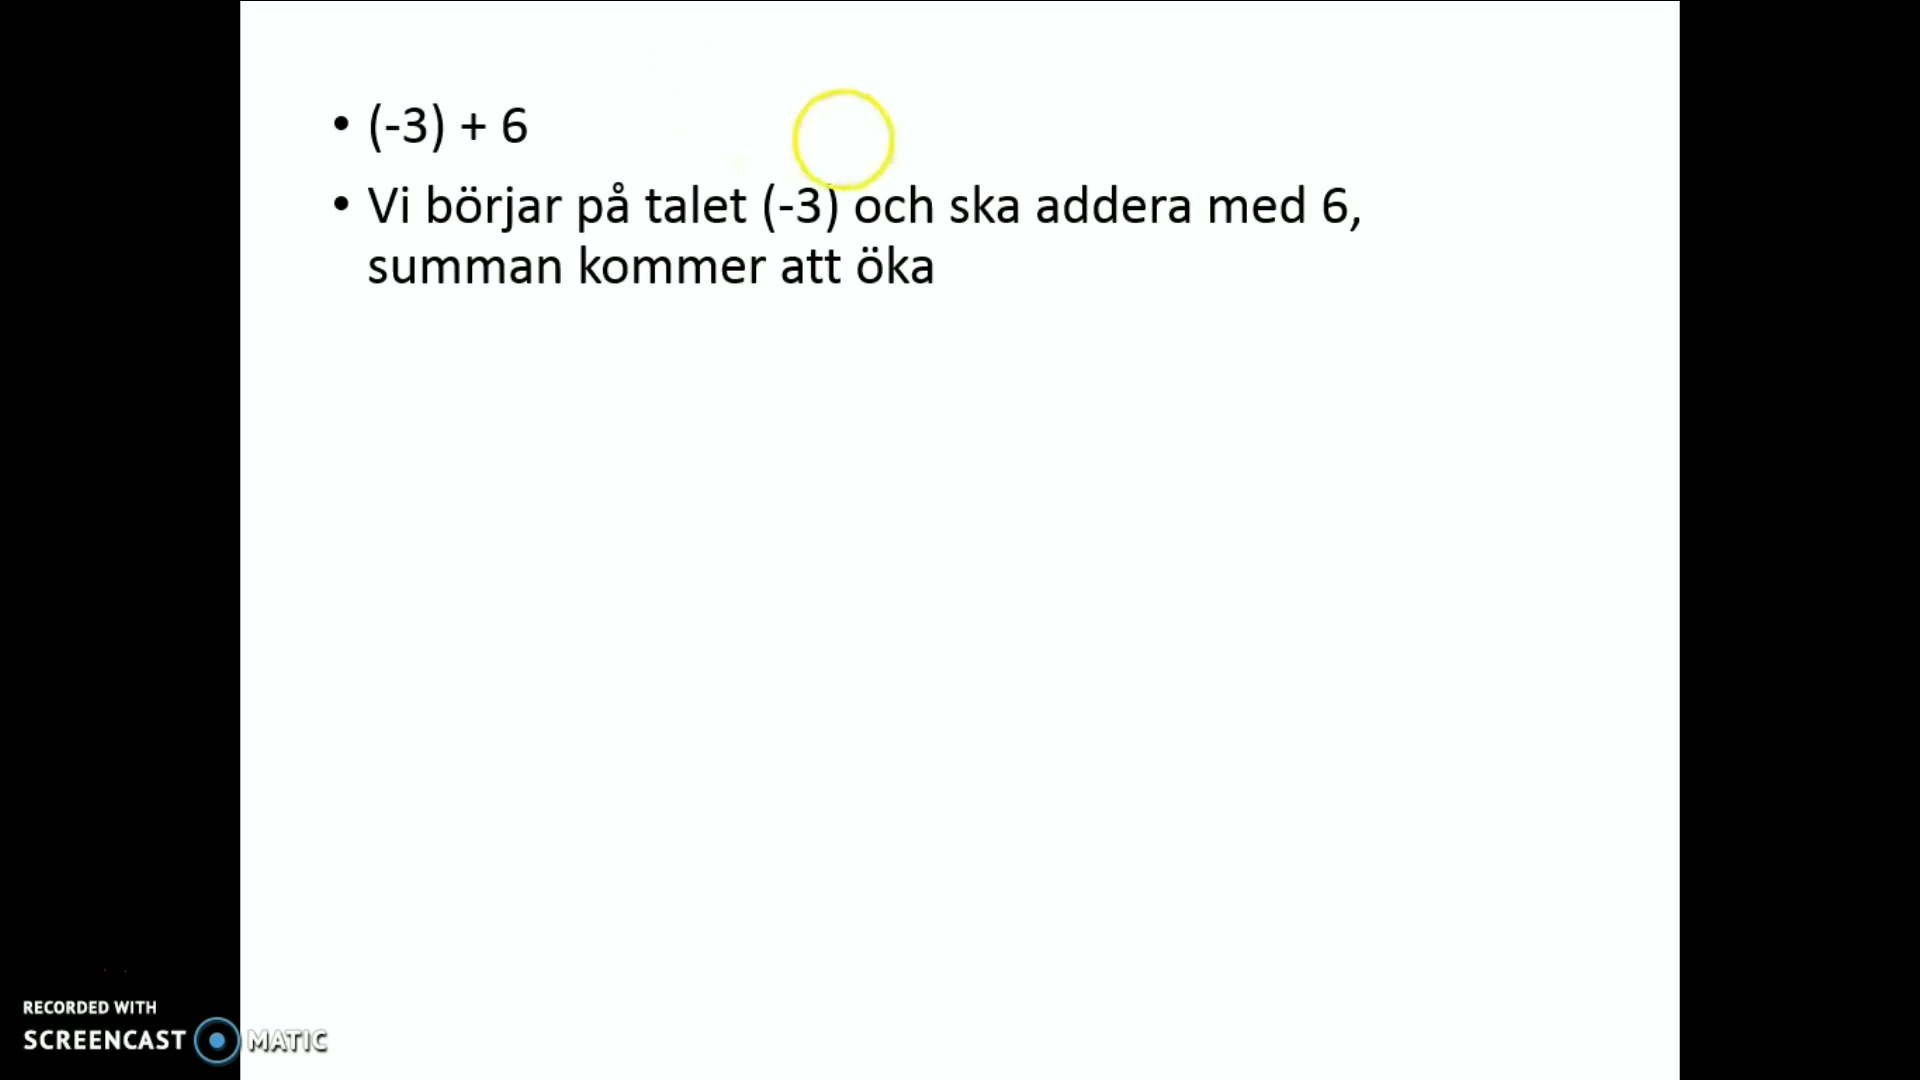 • (-3) + 6
• Vi börjar på talet (-3) och ska addera med 6,
summan kommer att öka
RECORDED WITH
SCREENCAST MATIC